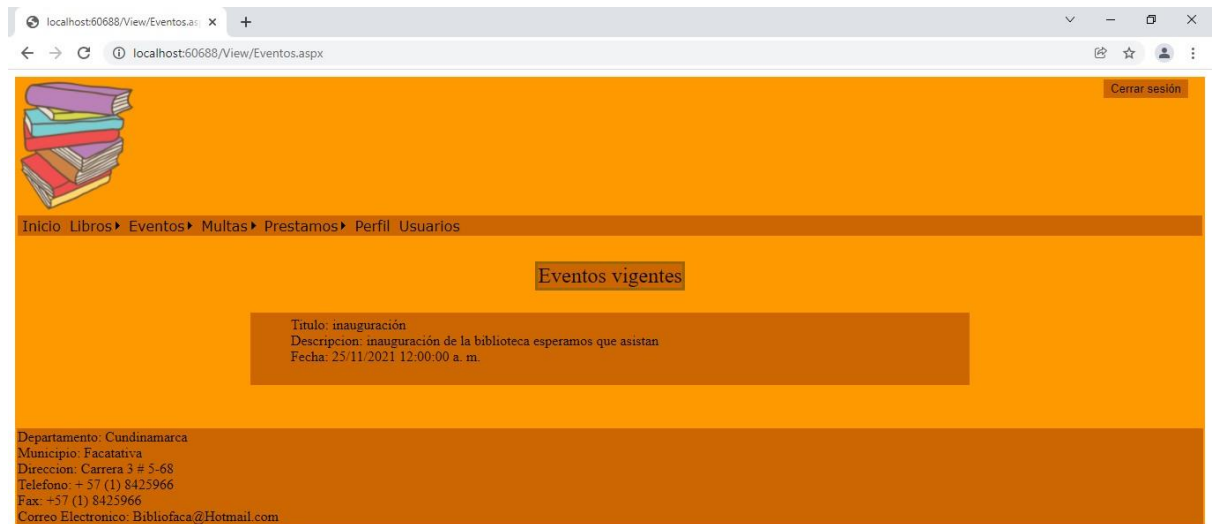 localhost:60688/View/Eventos.as
localhost:60688/View/Eventos.aspx
Cerrar sesión
Inicio Libros Eventos Multas Prestamos Perfil Usuarios
Eventos vigentes
Titulo: inauguración
Descripcion: inauguración de la biblioteca esperamos que asistan
Fecha: 25/11/2021 12:00:00 a. m.
Departamento: Cundinamarca
Municipio: Facatativa
Direccion: Carrera 3 # 5-68
Telefono: + 57 (1) 8425966
Fax: +57 (1) 8425966
Correo Electronico: Bibliofaca@Hotmail.com